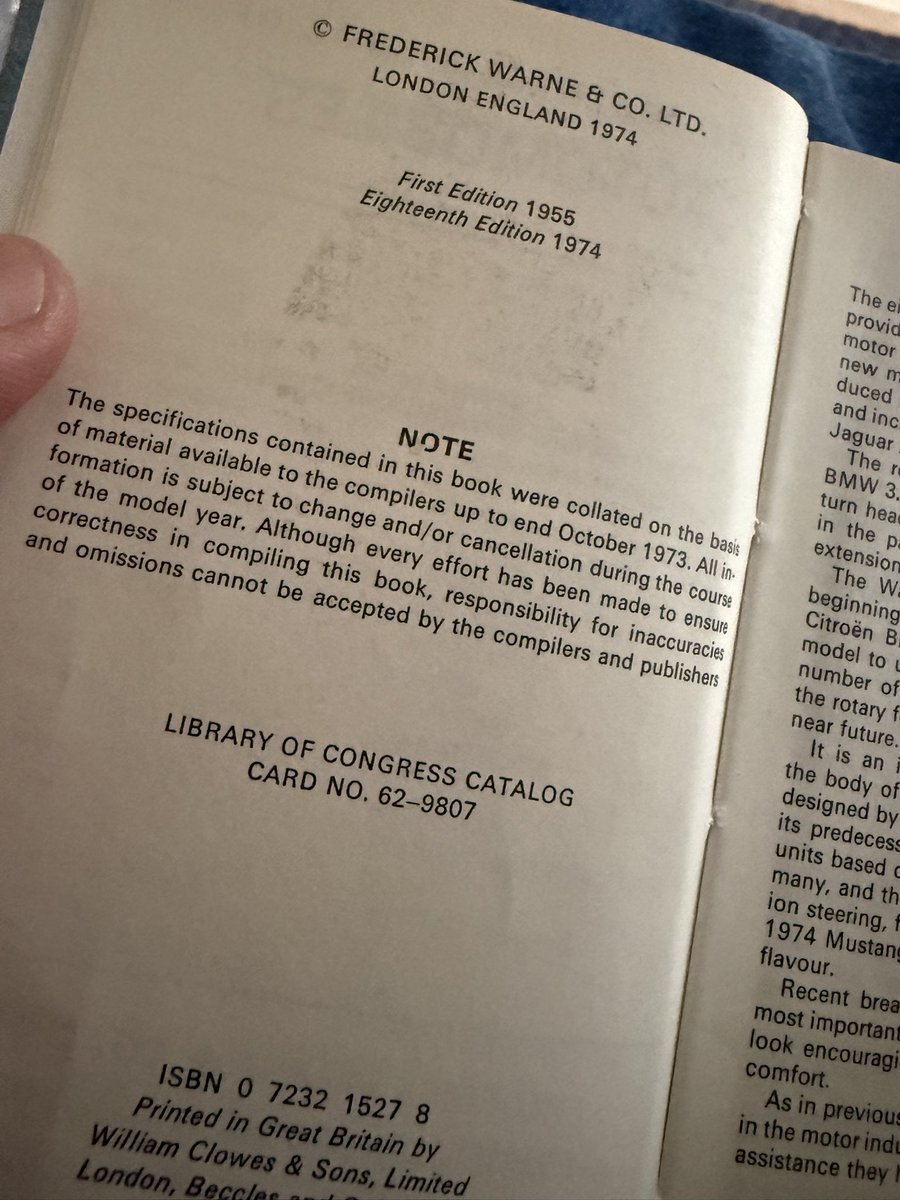 © FREDERICK WARNE & CO. LTD.
LONDON ENGLAND 1974
First Edition 1955
Eighteenth Edition 1974
NOTE
The specifications contained in this book were collated on the basis
of material available to the compilers up to end October 1973. All in-
formation is subject to change and/or cancellation during the course
of the model year. Although every effort has been made to ensure
correctness in compiling this book, responsibility for inaccuracies
and omissions cannot be accepted by the compilers and publishers
LIBRARY OF CONGRESS CATALOG
CARD NO. 62–9807
ISBN 0 7232 1527 8
Printed in Great Britain by
William Clowes & Sons, Limited
London, Beccles and
The
provid
motor
new m
duced
and inc
Jaguar
The
BMW 3.
turn hea
in the
extension
The Wa
beginning
Citroën B
model to
number of
the rotary f
near future.
It is an
the body of
designed by
its predecess
units based
many, and th
ion steering, f
1974 Mustang
flavour.
Recent brea
most important
look encouragi
comfort.
As in previous
in the motor indu
assistance they